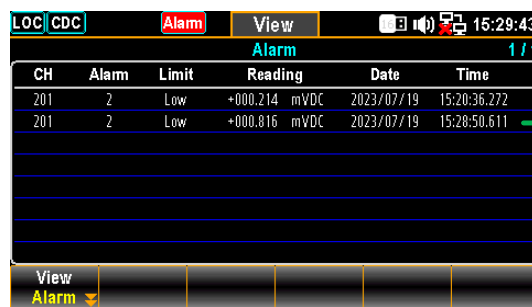 LOC CDC Alarm View 15:29:43
Alarm 1 /
CH Alarm Limit Reading Date Time
201 2 Low +000.214 mVDC 2023/07/19 15:20:36.272
201 2 Low +000.816 mVDC 2023/07/19 15:28:50.611
View
Alarm